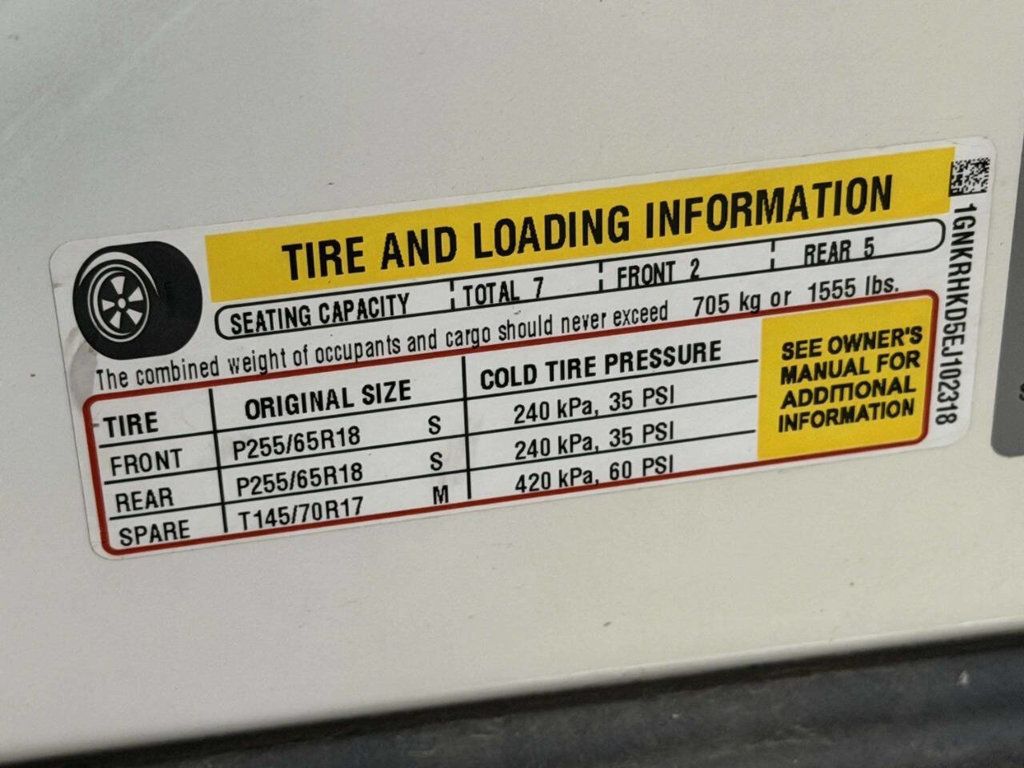 TIRE AND LOADING INFORMATION
SEATING CAPACITY TOTAL 7 FRONT 2 REAR 5
The combined weight of occupants and cargo should never exceed 705 kg or 1555 lbs.
TIRE ORIGINAL SIZE COLD TIRE PRESSURE
FRONT P255/65R18 S 240 kPa, 35 PSI
REAR P255/65R18 S 240 kPa, 35 PSI
SPARE T145/70R17 M 420 kPa, 60 PSI
SEE OWNER'S
MANUAL FOR
ADDITIONAL
INFORMATION
1GNKRHKD5EJ102318